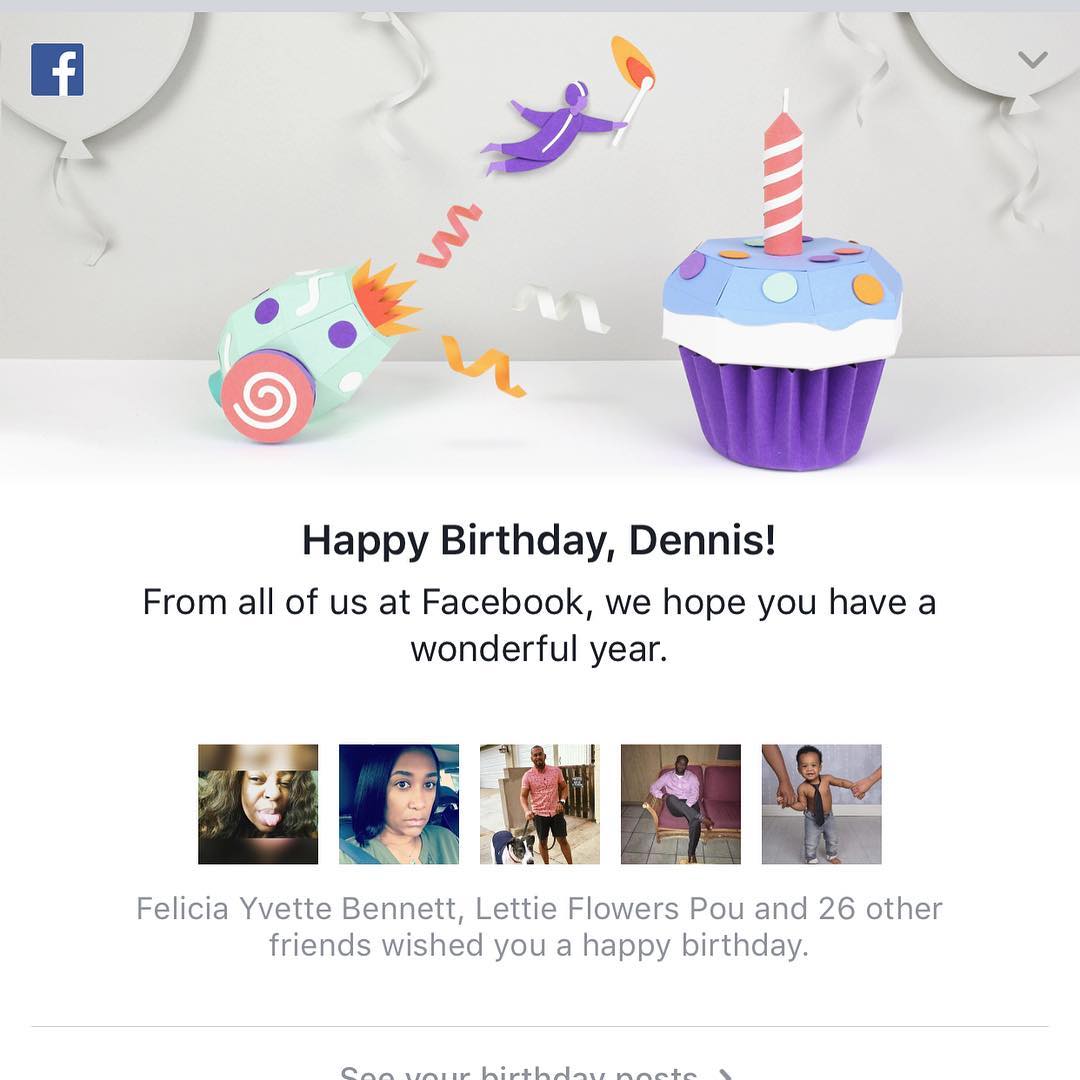 f
Happy Birthday, Dennis!
From all of us at Facebook, we hope you have a
wonderful year.
Felicia Yvette Bennett, Lettie Flowers Pou and 26 other
friends wished you a happy birthday.
See your birthday posts